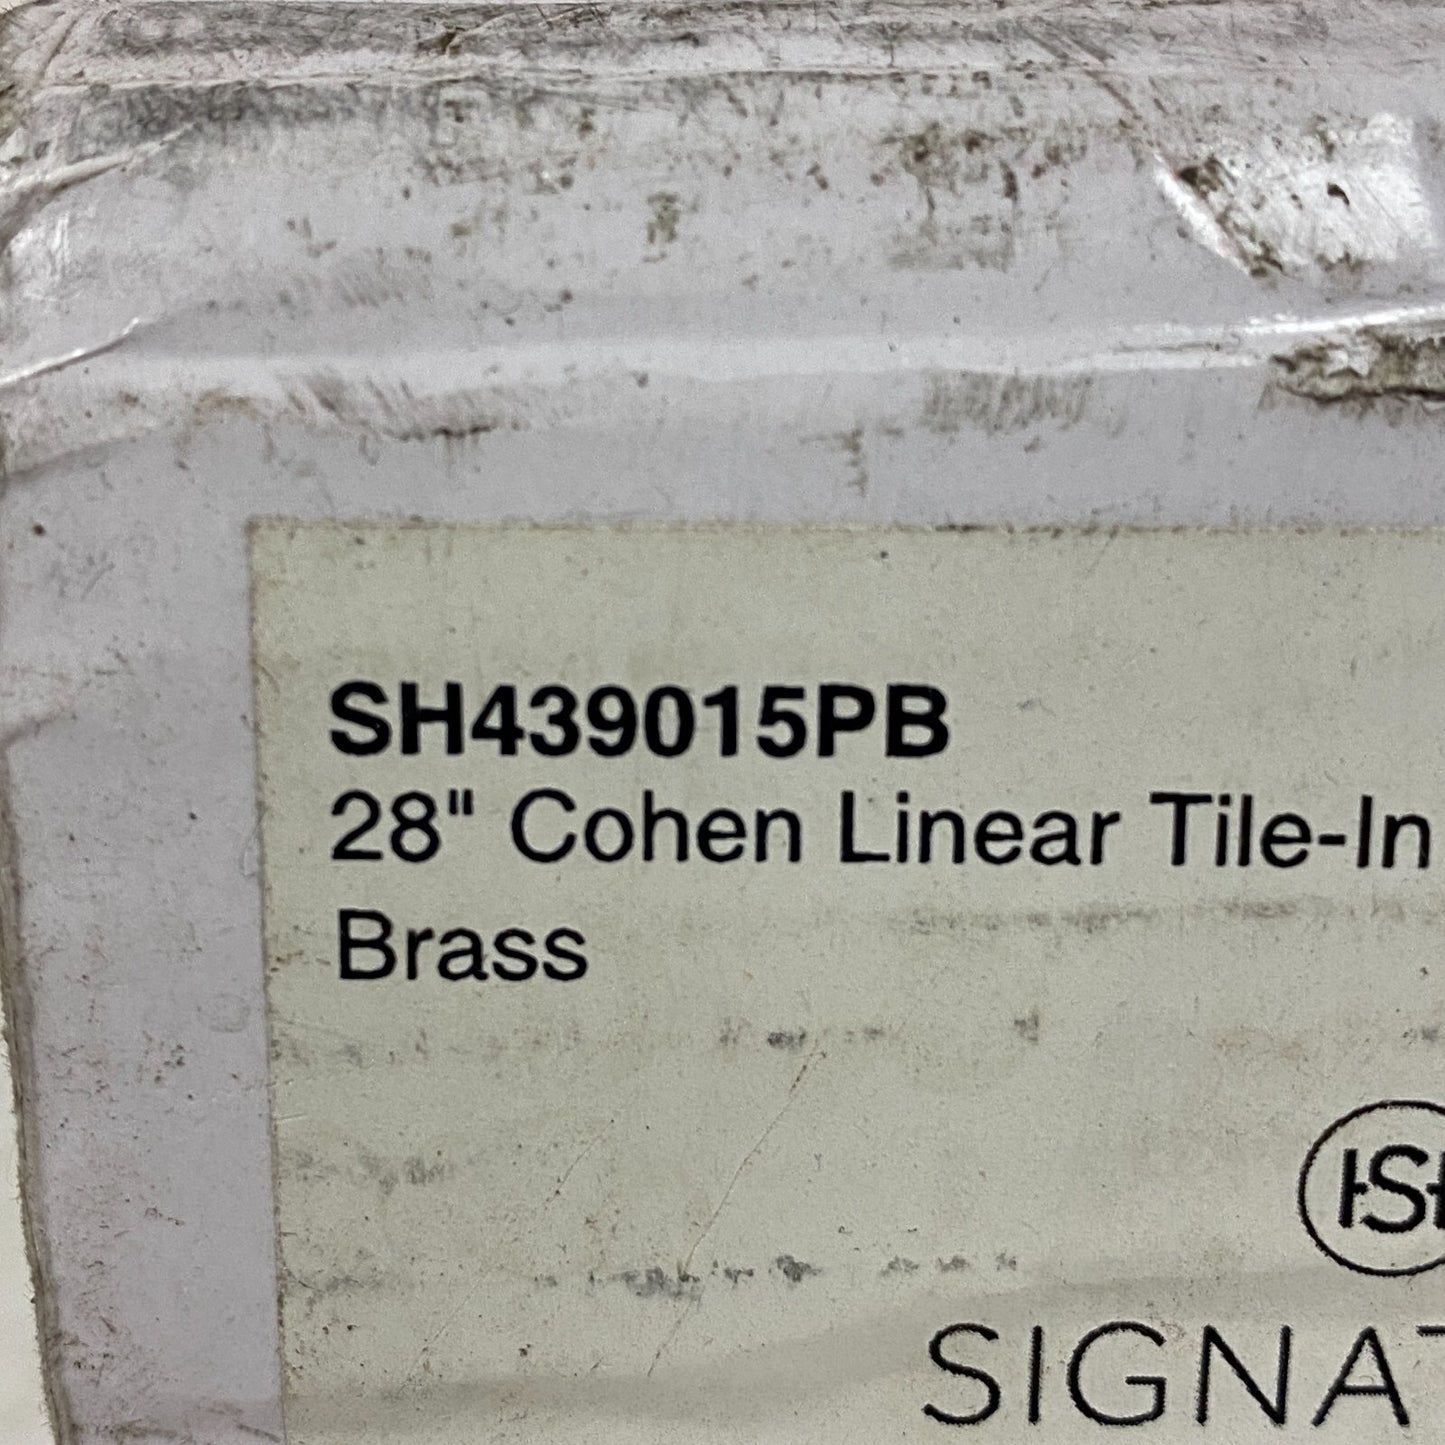 SH439015PB
28" Cohen Linear Tile-In
Brass
SIGNAT